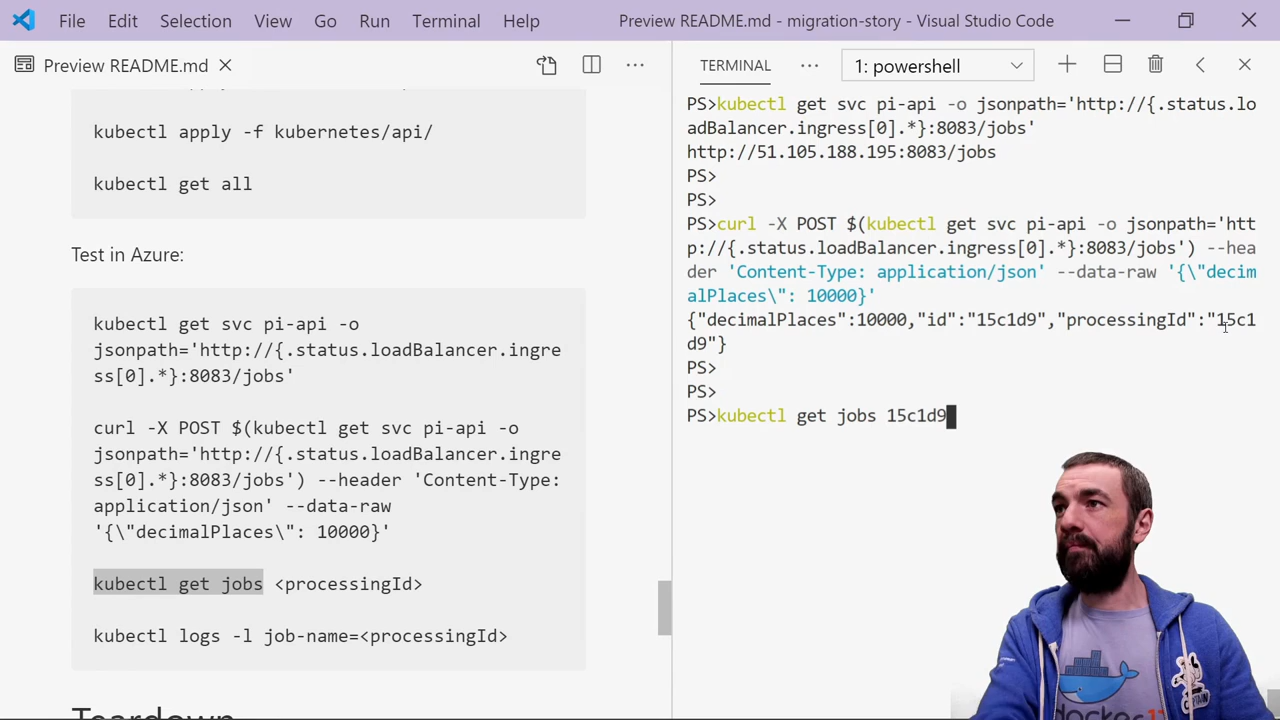 File Edit Selection View Go Run Terminal Help Preview README.md - migration-story - Visual Studio Code
Preview README.md
kubectl apply -f kubernetes/api/
kubectl get all
Test in Azure:
kubectl get svc pi-api -o
jsonpath='http://{.status.loadBalancer.ingre
ss[0].*}:8083/jobs'
curl -X POST $(kubectl get svc pi-api -o
jsonpath='http://{.status.loadBalancer.ingre
ss[0].*}:8083/jobs') --header 'Content-Type:
application/json' --data-raw
'{\"decimalPlaces\": 10000}'
kubectl get jobs <processingId>
kubectl logs -l job-name=<processingId>
Teardown
TERMINAL ··· 1: powershell
PS>kubectl get svc pi-api -o jsonpath='http://{.status.lo
adBalancer.ingress[0].*}:8083/jobs'
http://51.105.188.195:8083/jobs
PS>
PS>
PS>curl -X POST $(kubectl get svc pi-api -o jsonpath='htt
p://{.status.loadBalancer.ingress[0].*}:8083/jobs') --hea
der 'Content-Type: application/json' --data-raw '{\"decim
alPlaces\": 10000}'
{"decimalPlaces":10000,"id":"15c1d9","processingId":"15c1
d9"}
PS>
PS>
PS>kubectl get jobs 15c1d9